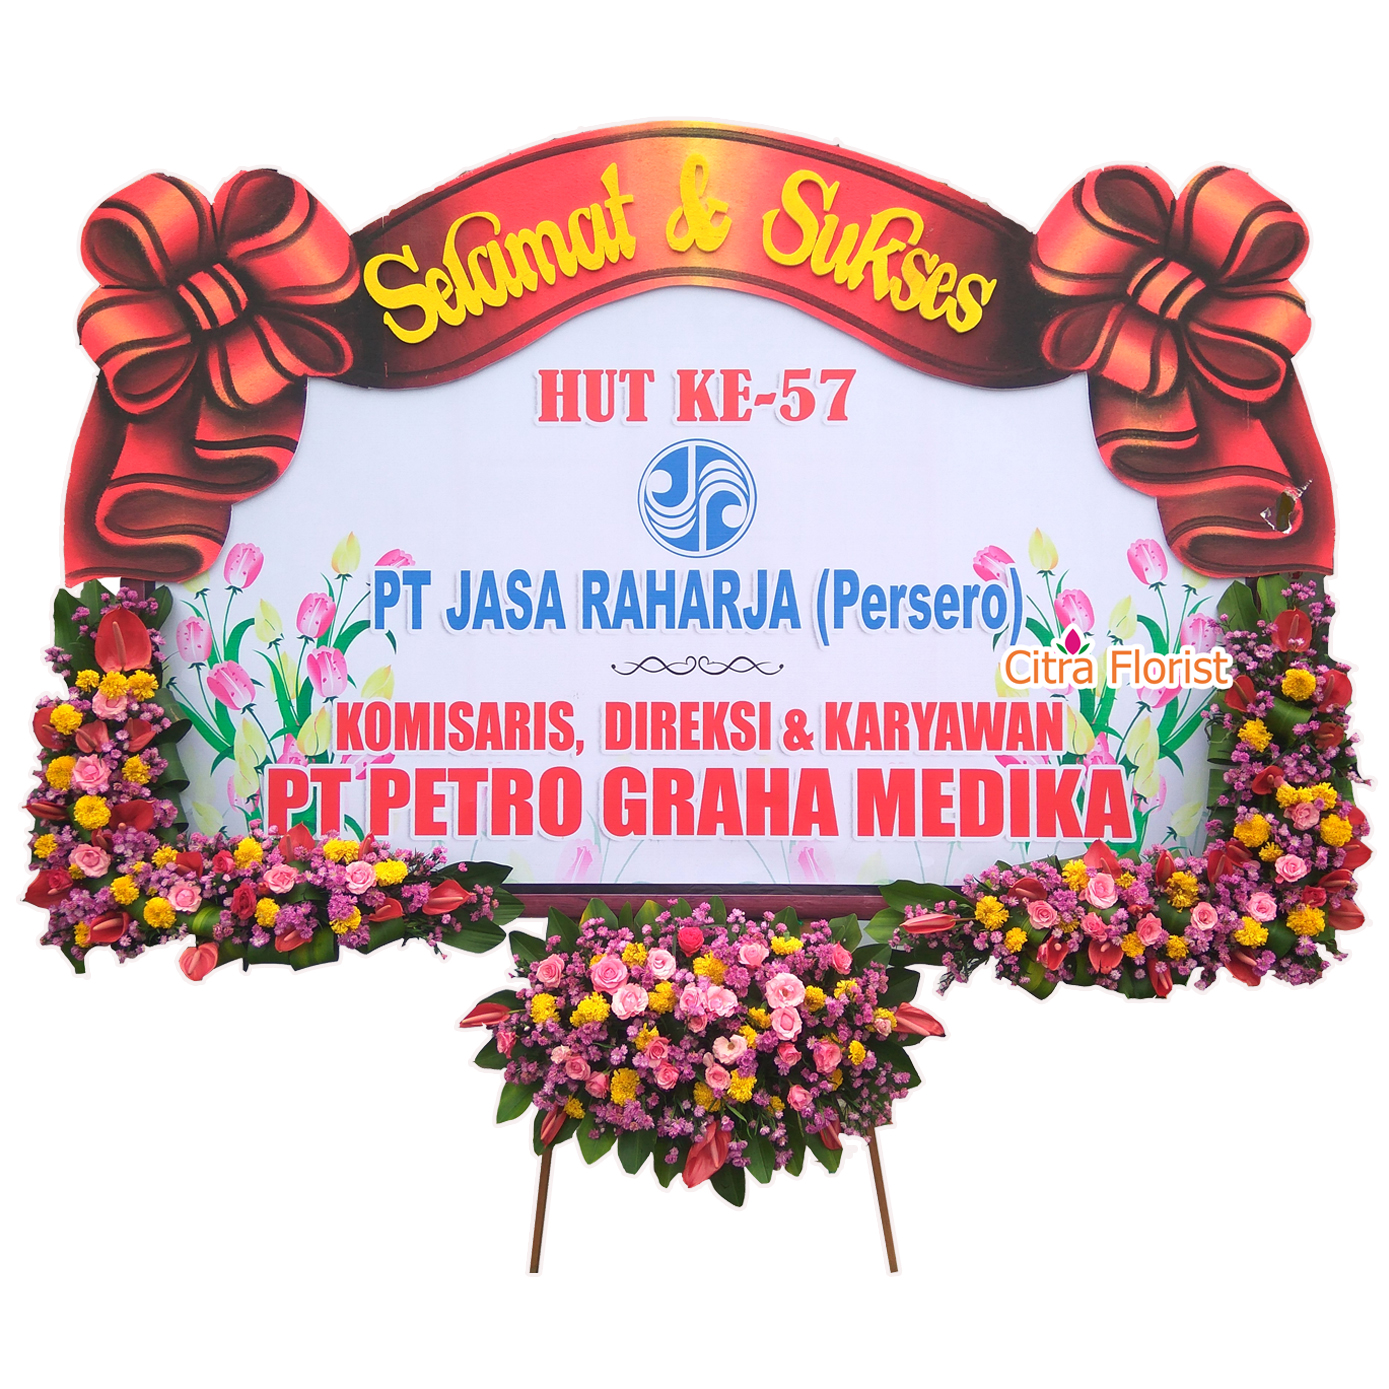 Selamat & Sukses
HUT KE-57
PT JASA RAHARJA (Persero)
Citra Florist
KOMISARIS, DIREKSI & KARYAWAN
PT PETRO GRAHA MEDIKA